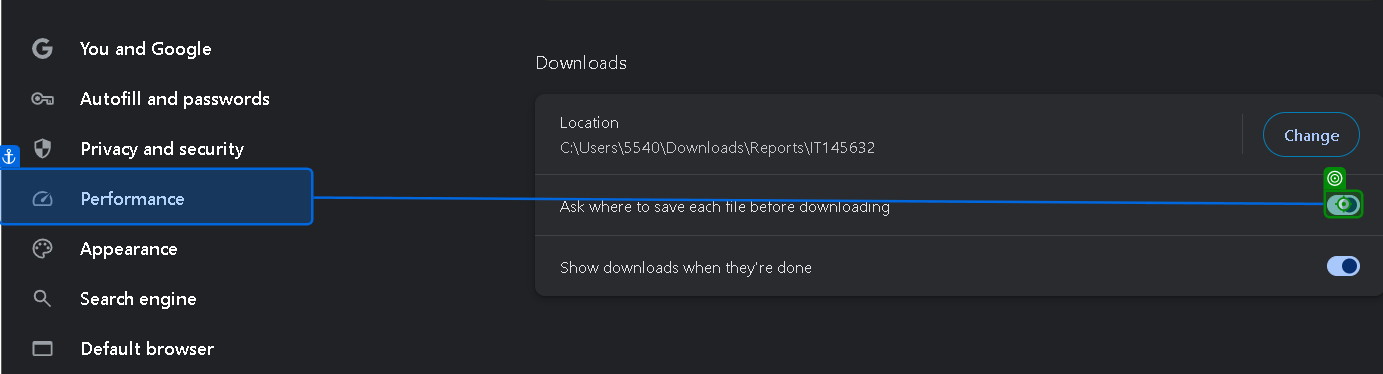 You and Google
Autofill and passwords
Privacy and security
Performance
Appearance
Search engine
Default browser
Downloads
Location
C:\Users\5540\Downloads\Reports\IT145632
Change
Ask where to save each file before downloading
Show downloads when they're done